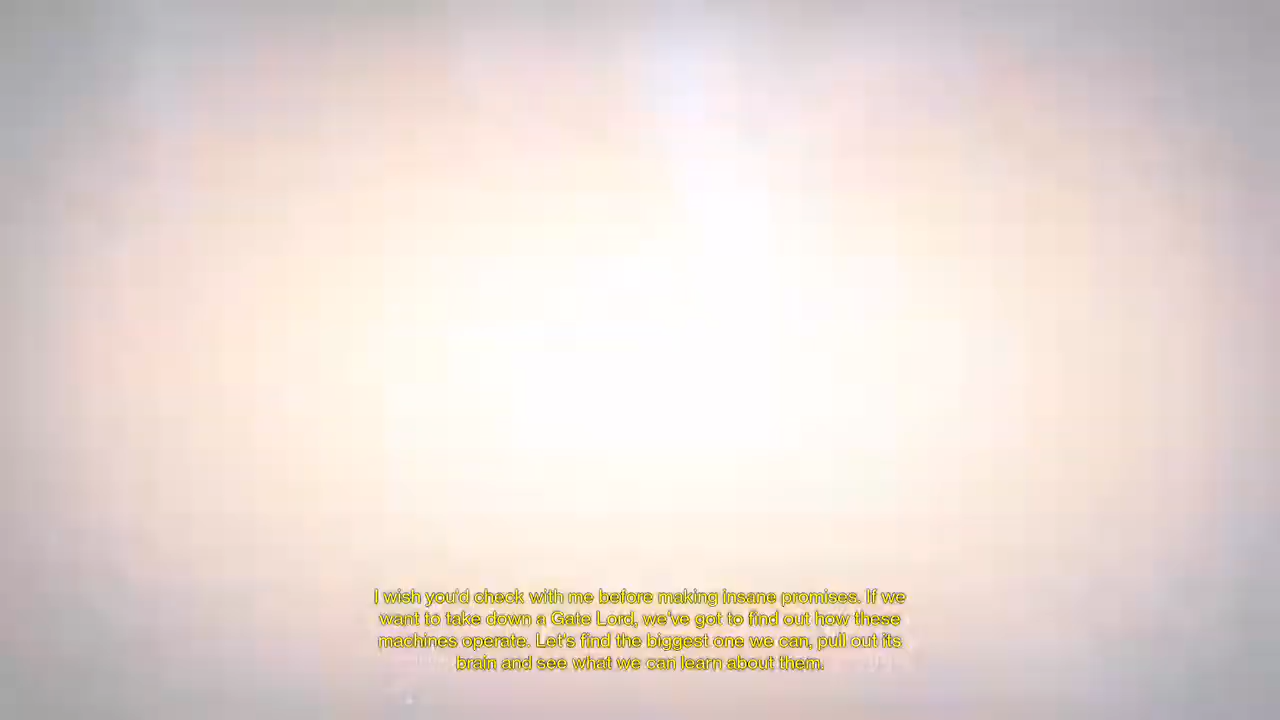 I wish you'd check with me before making insane promises. If we
want to take down a Gate Lord, we've got to find out how these
machines operate. Let's find the biggest one we can, pull out its
brain and see what we can learn about them.